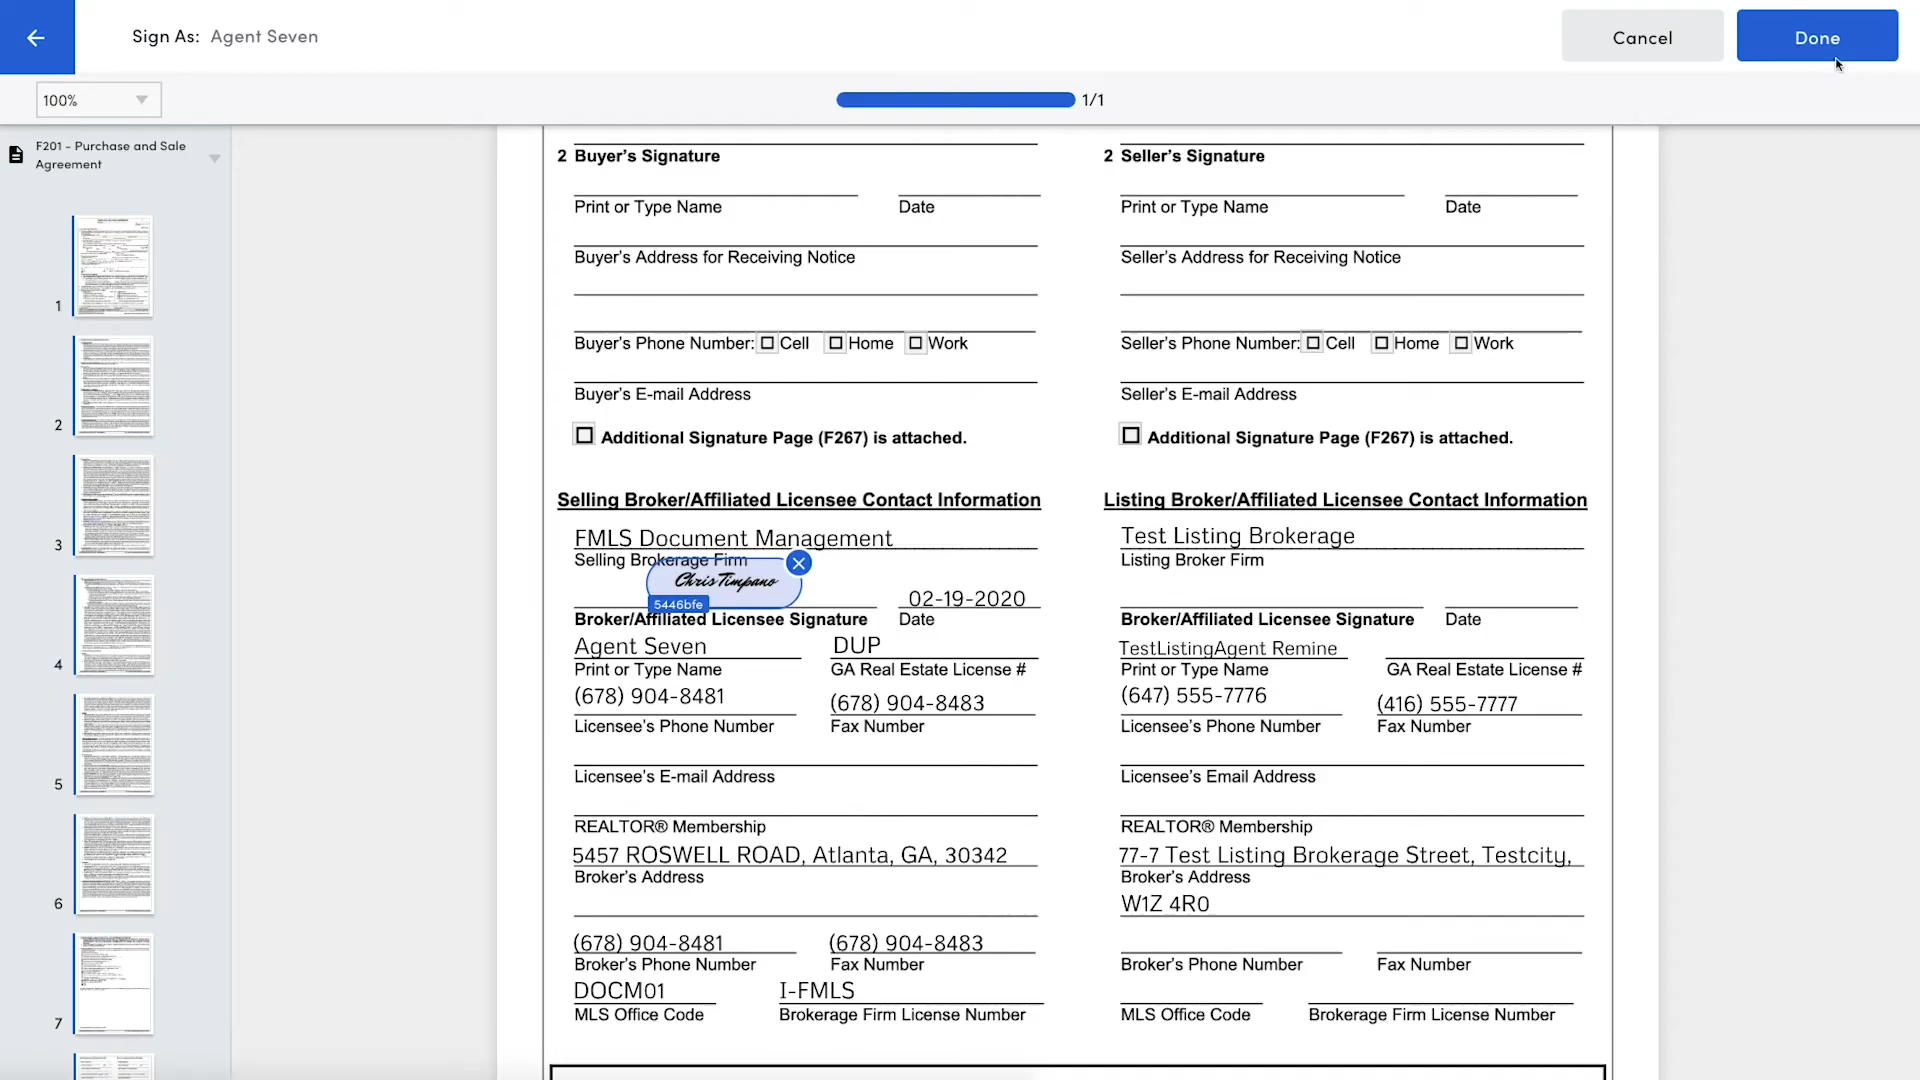 Sign As: Agent Seven
Cancel
Done
100%
1/1
F201 - Purchase and Sale
Agreement
1
2
3
4
5
6
7
2 Buyer's Signature
Print or Type Name
Date
Buyer's Address for Receiving Notice
Buyer's Phone Number: Cell Home Work
Buyer's E-mail Address
Additional Signature Page (F267) is attached.
Selling Broker/Affiliated Licensee Contact Information
FMLS Document Management
Selling Brokerage Firm
Chris Timpano
5446bfe
02-19-2020
Broker/Affiliated Licensee Signature
Date
Agent Seven
DUP
Print or Type Name
GA Real Estate License #
(678) 904-8481
(678) 904-8483
Licensee's Phone Number
Fax Number
Licensee's E-mail Address
REALTOR® Membership
5457 ROSWELL ROAD, Atlanta, GA, 30342
Broker's Address
(678) 904-8481
(678) 904-8483
Broker's Phone Number
Fax Number
DOCM01
I-FMLS
MLS Office Code
Brokerage Firm License Number
2 Seller's Signature
Print or Type Name
Date
Seller's Address for Receiving Notice
Seller's Phone Number: Cell Home Work
Seller's E-mail Address
Additional Signature Page (F267) is attached.
Listing Broker/Affiliated Licensee Contact Information
Test Listing Brokerage
Listing Broker Firm
Broker/Affiliated Licensee Signature
Date
TestListingAgent Remine
Print or Type Name
GA Real Estate License #
(647) 555-7776
(416) 555-7777
Licensee's Phone Number
Fax Number
Licensee's Email Address
REALTOR® Membership
77-7 Test Listing Brokerage Street, Testcity,
Broker's Address
W1Z 4R0
Broker's Phone Number
Fax Number
MLS Office Code
Brokerage Firm License Number